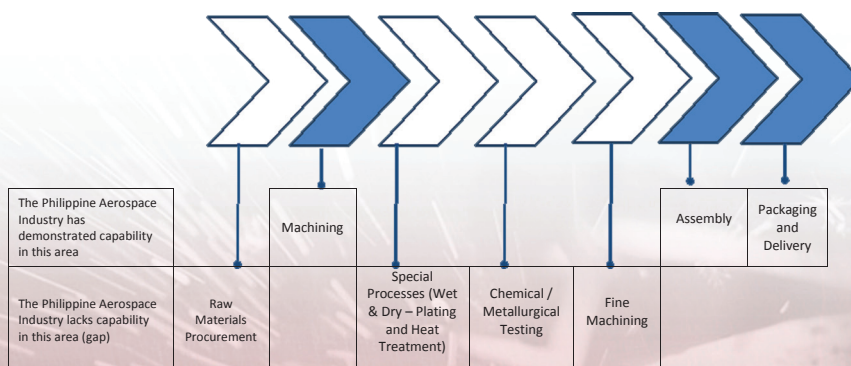 The Philippine Aerospace
Industry has
demonstrated capability
in this area
Machining
Assembly
Packaging
and
Delivery
The Philippine Aerospace
Industry lacks capability
in this area (gap)
Raw
Materials
Procurement
Special
Processes (Wet
& Dry – Plating
and Heat
Treatment)
Chemical /
Metallurgical
Testing
Fine
Machining